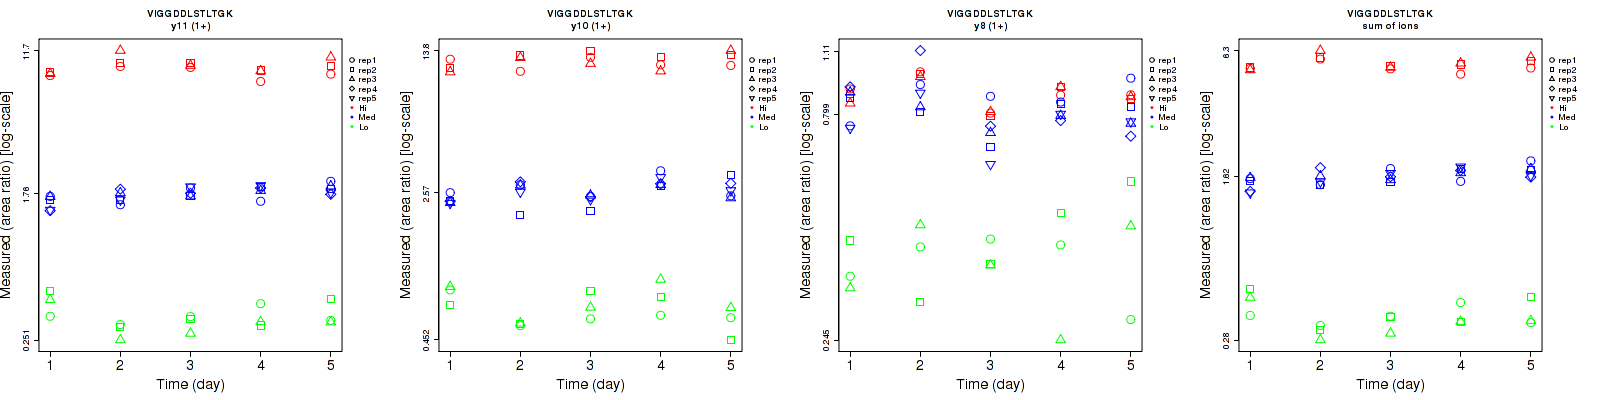 VIGGDDLSTLTGK
y11 (1+)
Measured (area ratio) [log-scale]
11.7
1.76
0.251
1 2 3 4 5
Time (day)
rep1
rep2
rep3
rep4
rep5
Hi
Med
Lo
VIGGDDLSTLTGK
y10 (1+)
Measured (area ratio) [log-scale]
13.8
2.57
0.452
1 2 3 4 5
Time (day)
rep1
rep2
rep3
rep4
rep5
Hi
Med
Lo
VIGGDDLSTLTGK
y8 (1+)
Measured (area ratio) [log-scale]
1.11
0.799
0.245
1 2 3 4 5
Time (day)
rep1
rep2
rep3
rep4
rep5
Hi
Med
Lo
VIGGDDLSTLTGK
sum of ions
Measured (area ratio) [log-scale]
6.3
1.62
0.28
1 2 3 4 5
Time (day)
rep1
rep2
rep3
rep4
rep5
Hi
Med
Lo